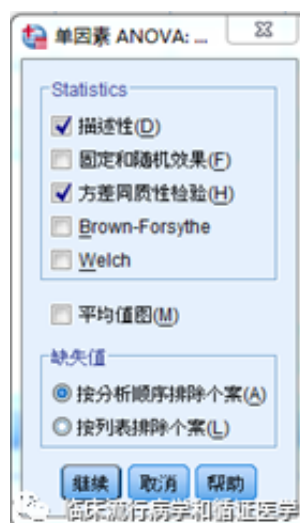 单因素 ANOVA: ...
Statistics
描述性(D)
固定和随机效果(F)
方差同质性检验(H)
Brown-Forsythe
Welch
平均值图(M)
缺失值
按分析顺序排除个案(A)
按列表排除个案(L)
继续 取消 帮助
临床流行病学和循证医学